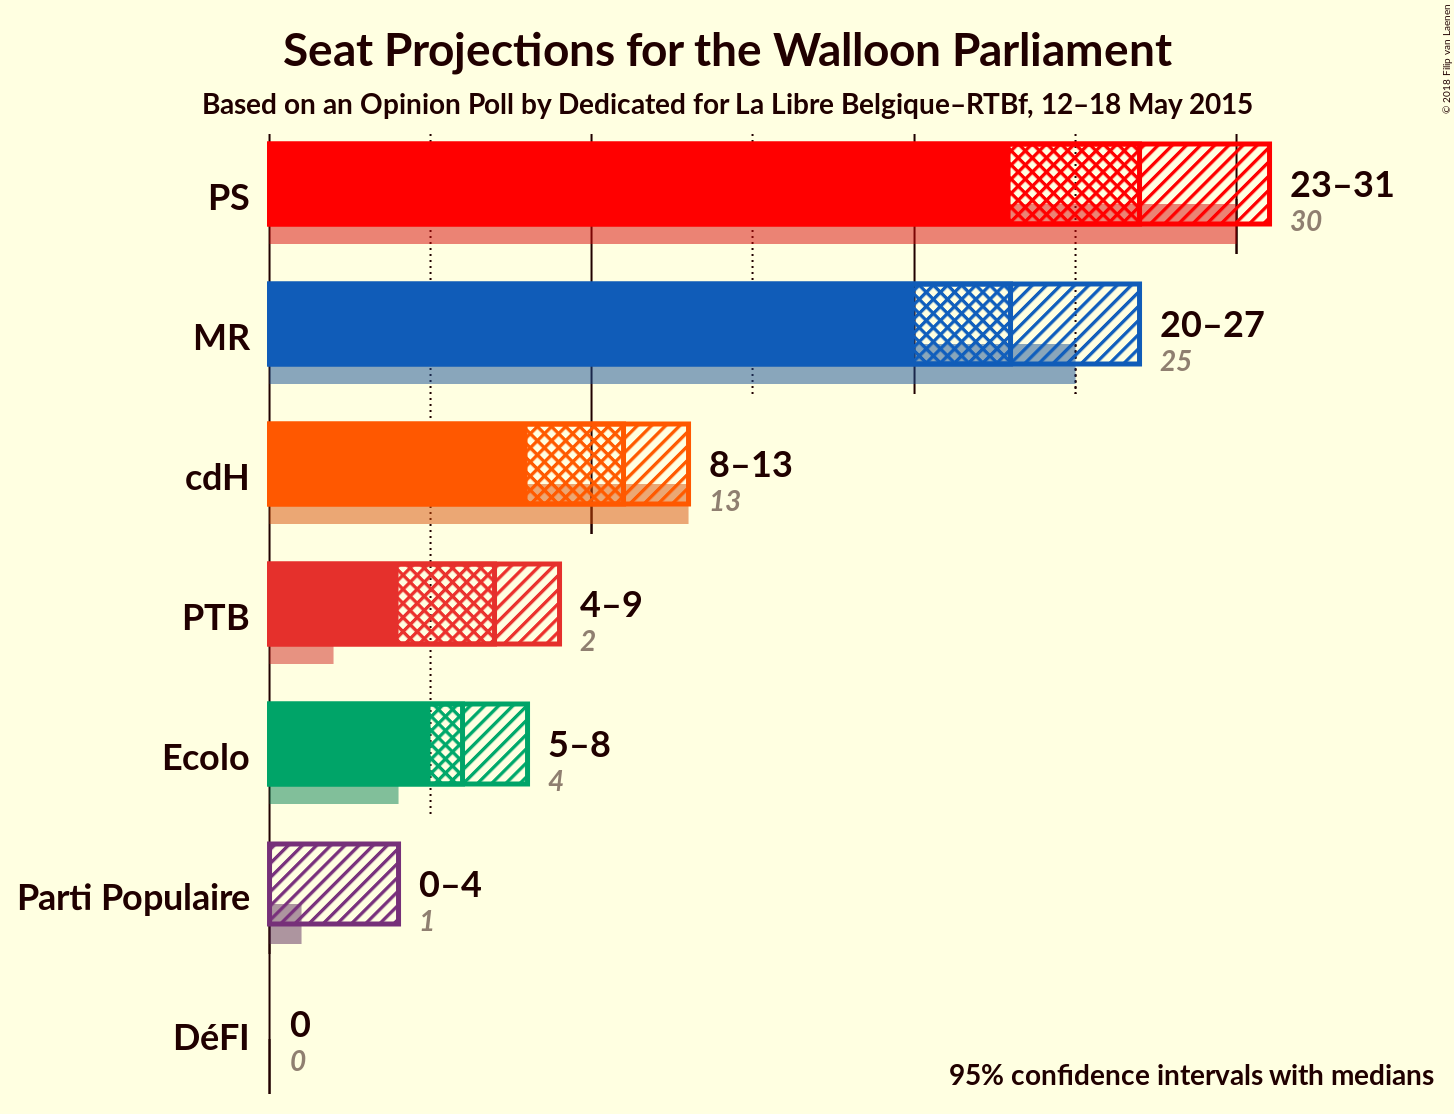 Seat Projections for the Walloon Parliament
Based on an Opinion Poll by Dedicated for La Libre Belgique–RTBf, 12–18 May 2015
© 2018 Filip van Laenen
PS
23–31
30
MR
20–27
25
cdH
8–13
13
PTB
4–9
2
Ecolo
5–8
4
Parti Populaire
0–4
1
DéFI
0
0
95% confidence intervals with medians